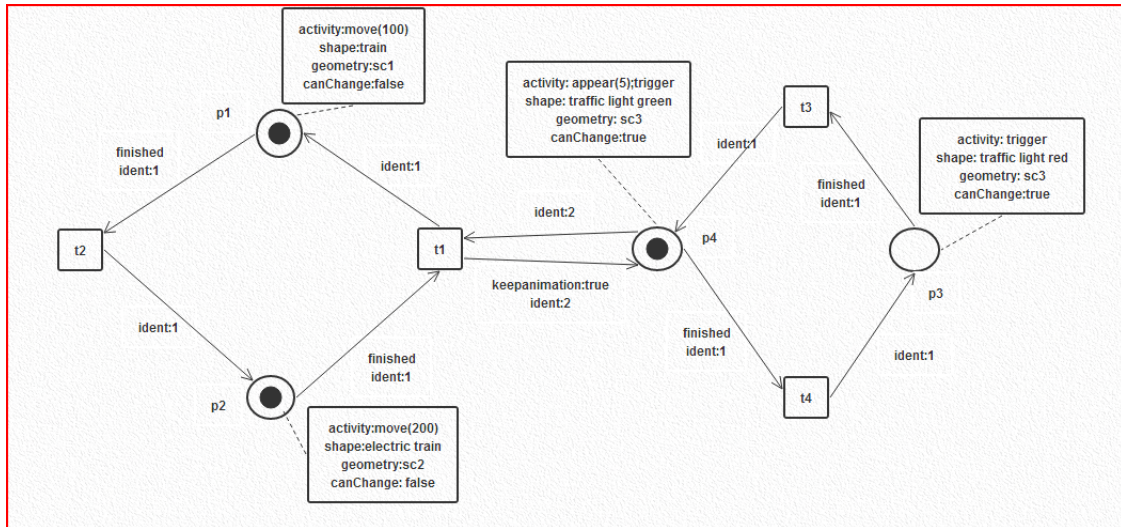 activity:move(100)
shape:train
geometry:sc1
canChange:false
p1
finished
ident:1
ident:1
t2
t1
ident:1
finished
ident:1
p2
activity:move(200)
shape:electric train
geometry:sc2
canChange: false
activity: appear(5);trigger
shape: traffic light green
geometry: sc3
canChange:true
ident:2
keepanimation:true
ident:2
p4
t3
ident:1
finished
ident:1
activity: trigger
shape: traffic light red
geometry: sc3
canChange:true
p3
finished
ident:1
ident:1
t4